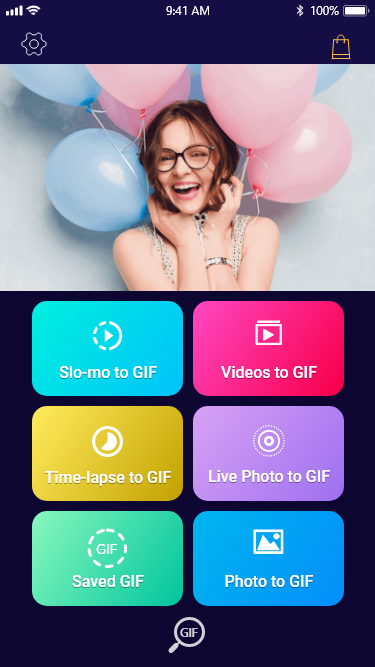 9:41 AM 100%
Slo-mo to GIF Videos to GIF
Time-lapse to GIF Live Photo to GIF
GIF
Saved GIF Photo to GIF
GIF